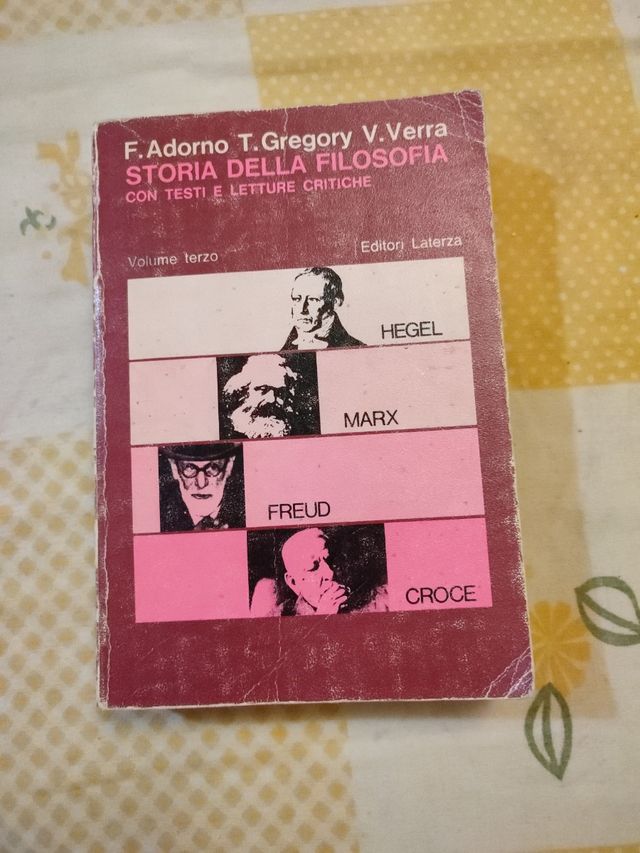 F.Adorno T.Gregory V.Verra
STORIA DELLA FILOSOFIA
CON TESTI E LETTURE CRITICHE
Volume terzo
Editori Laterza
HEGEL
MARX
FREUD
CROCE